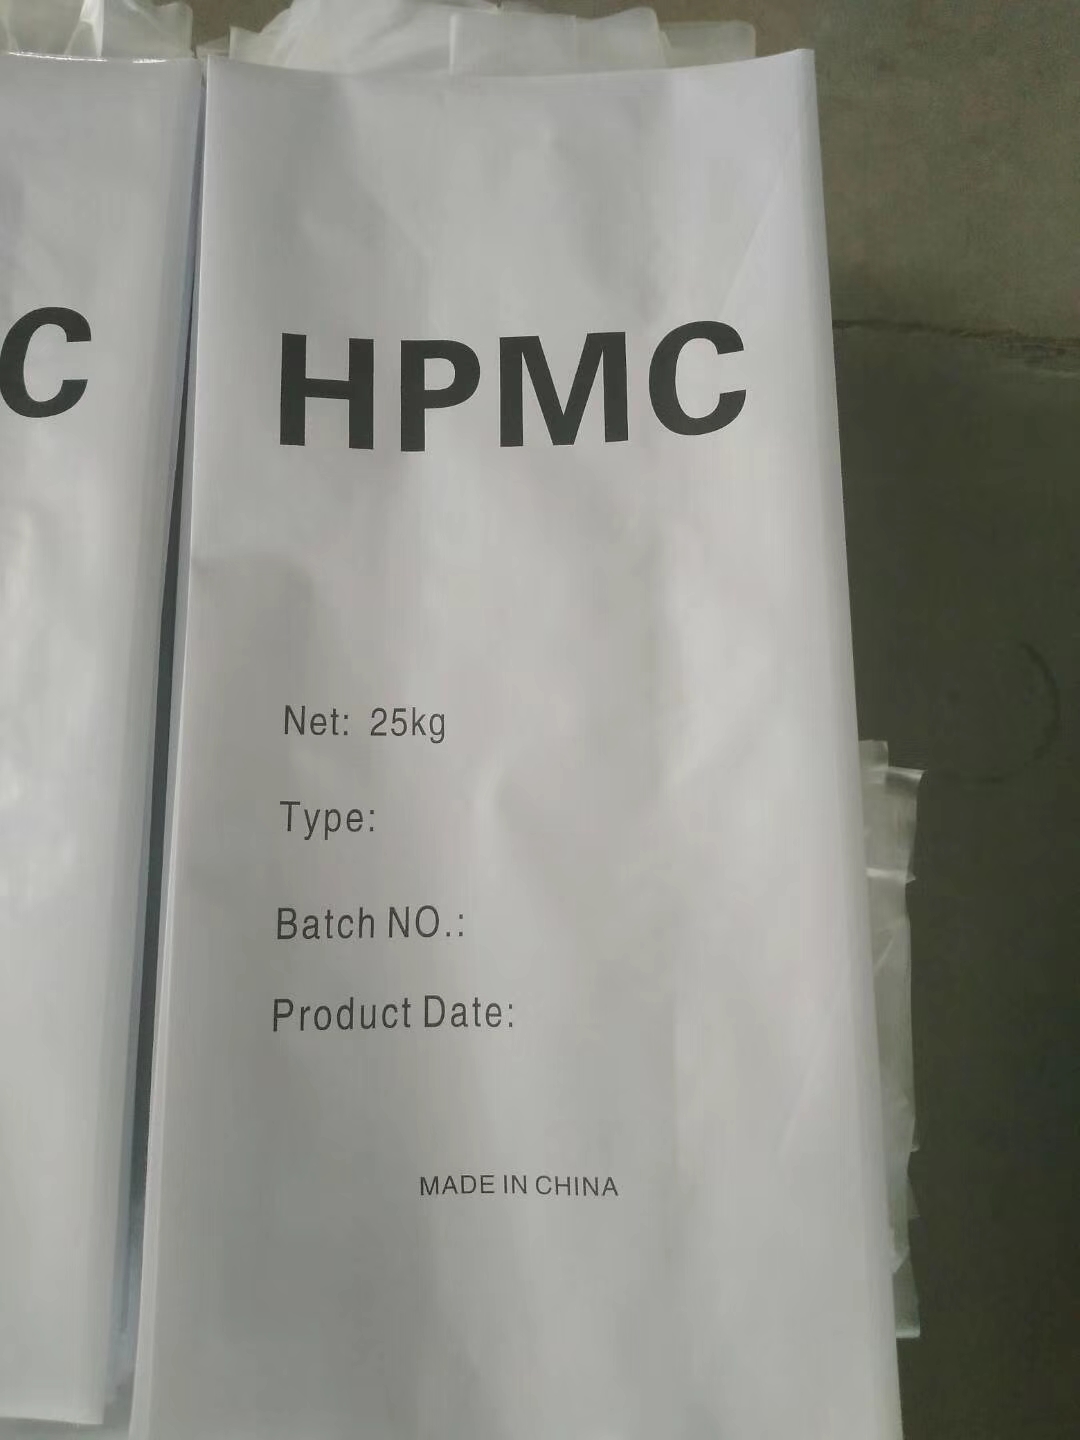 C
HPMC
Net: 25kg
Type:
Batch NO.:
Product Date:
MADE IN CHINA